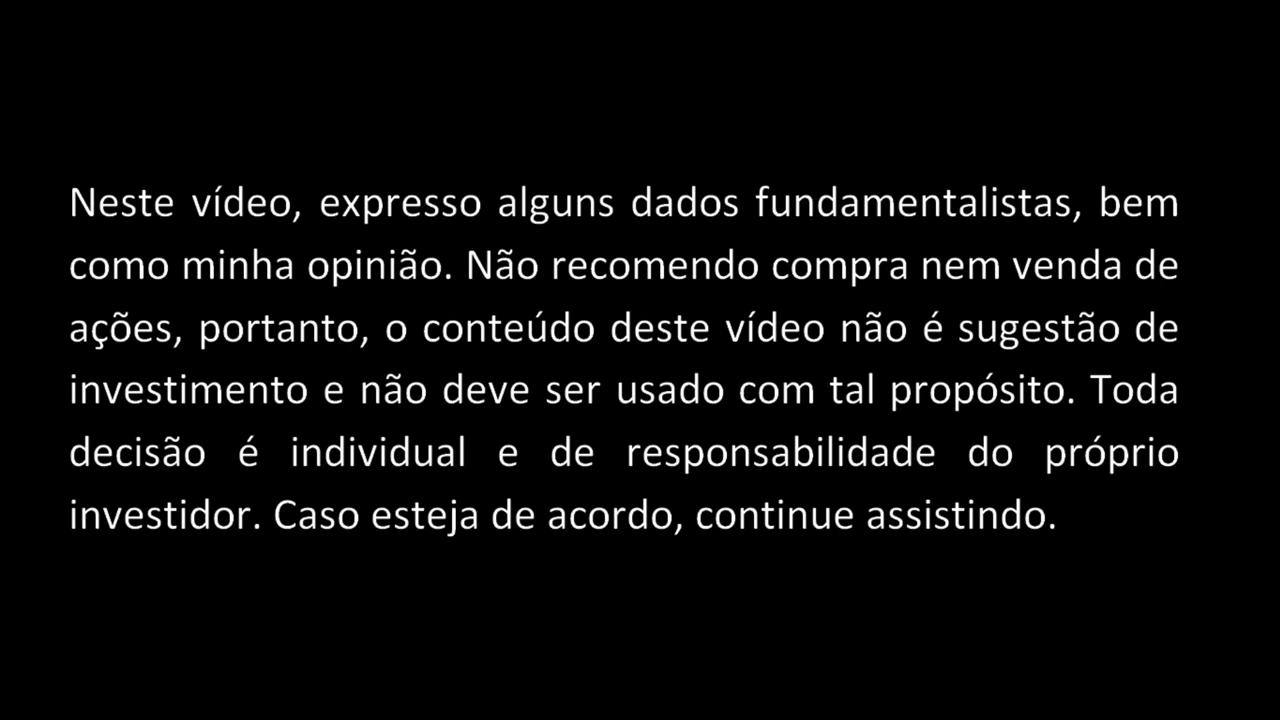 Neste vídeo, expresso alguns dados fundamentalistas, bem
como minha opinião. Não recomendo compra nem venda de
ações, portanto, o conteúdo deste vídeo não é sugestão de
investimento e não deve ser usado com tal propósito. Toda
decisão é individual e de responsabilidade do próprio
investidor. Caso esteja de acordo, continue assistindo.